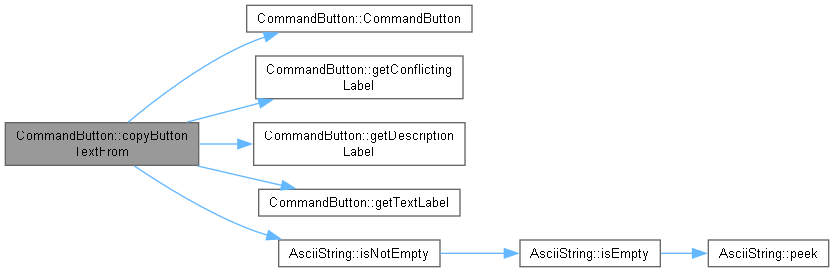 CommandButton::CommandButton
CommandButton::getConflicting
Label
CommandButton::copyButton
TextFrom
CommandButton::getDescription
Label
CommandButton::getTextLabel
AsciiString::isNotEmpty
AsciiString::isEmpty
AsciiString::peek